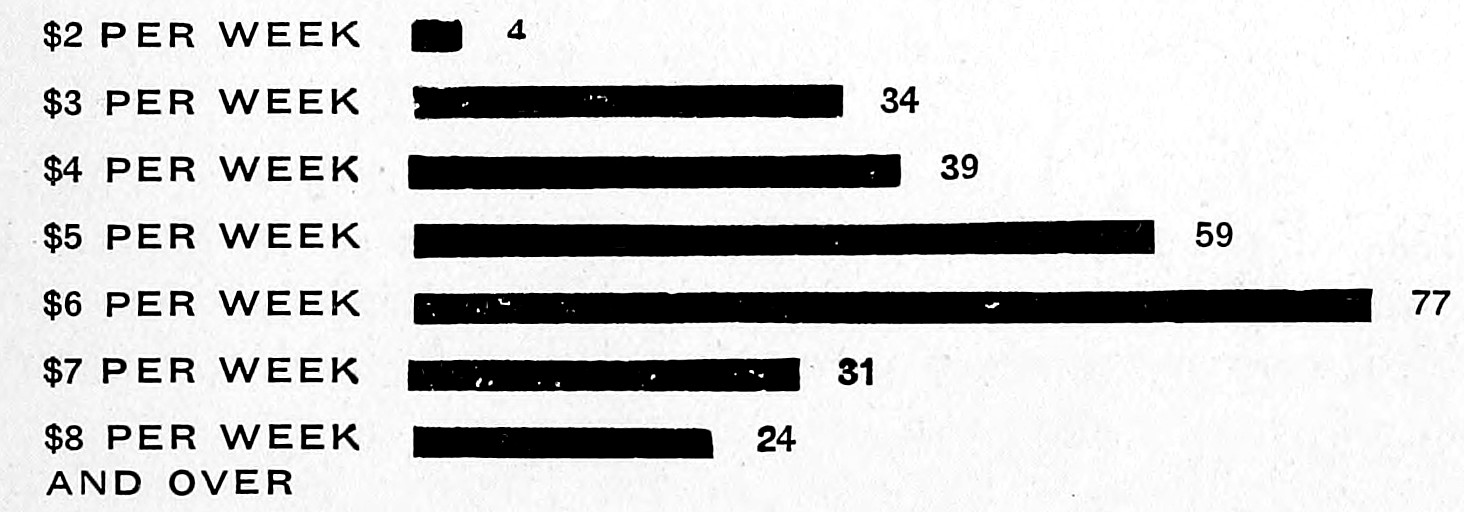 $2 PER WEEK 4
$3 PER WEEK 34
$4 PER WEEK 39
$5 PER WEEK 59
$6 PER WEEK 77
$7 PER WEEK 31
$8 PER WEEK 24
AND OVER